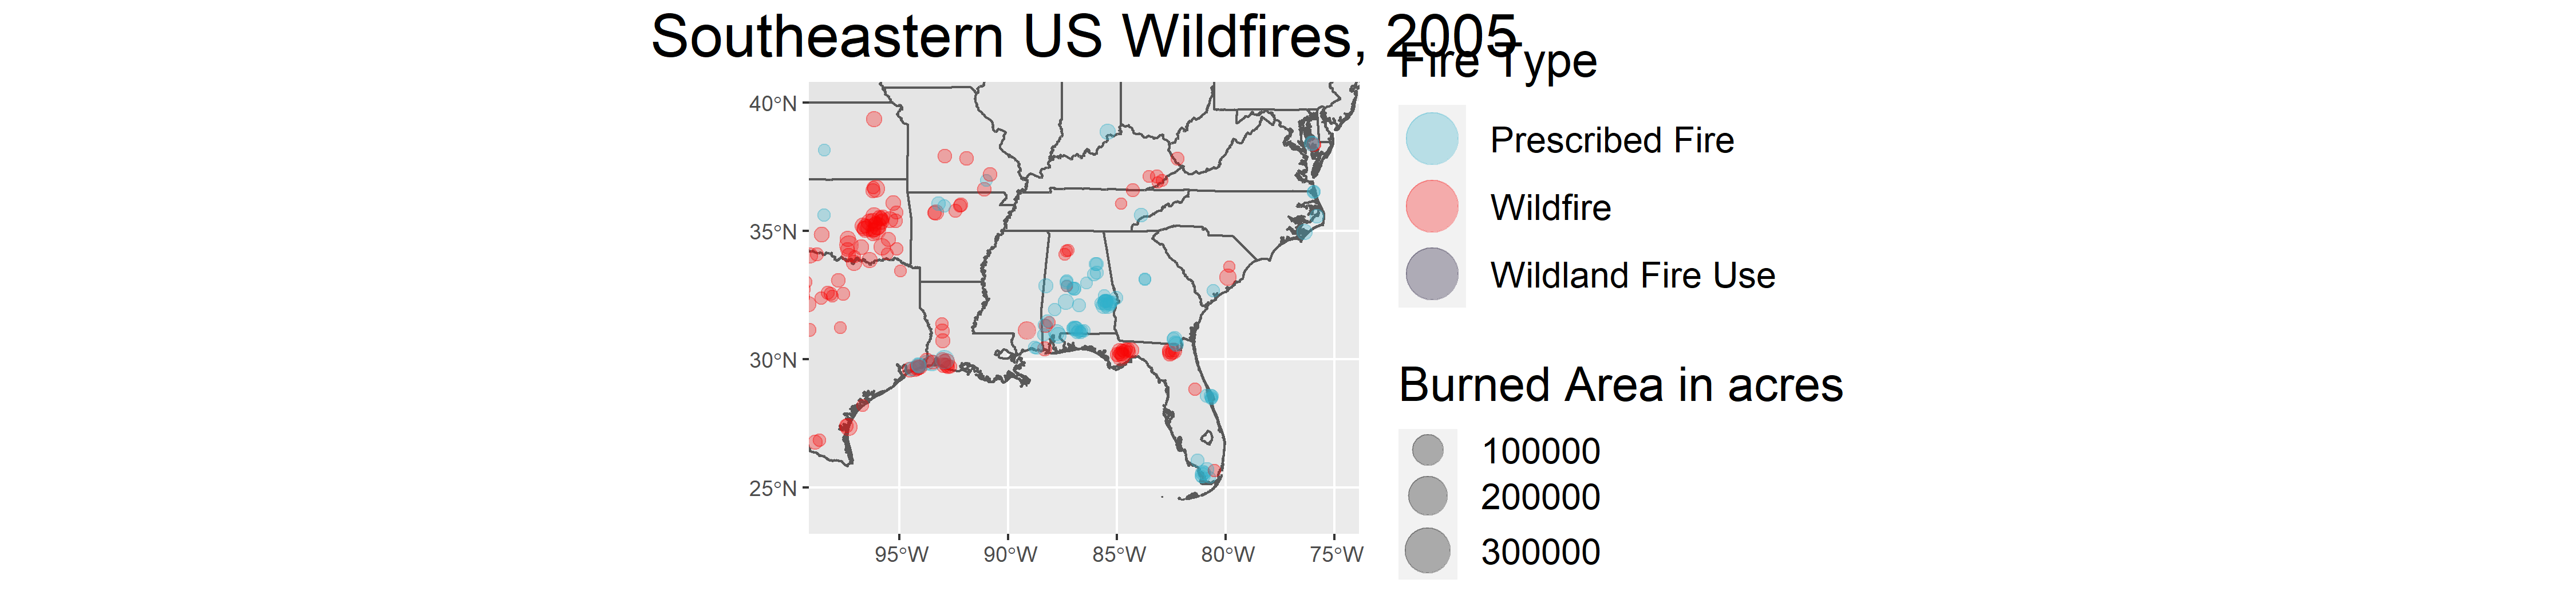 Southeastern US Wildfires, 2005
Fire Type
Prescribed Fire
Wildfire
Wildland Fire Use
Burned Area in acres
100000
200000
300000
40°N
35°N
30°N
25°N
95°W
90°W
85°W
80°W
75°W